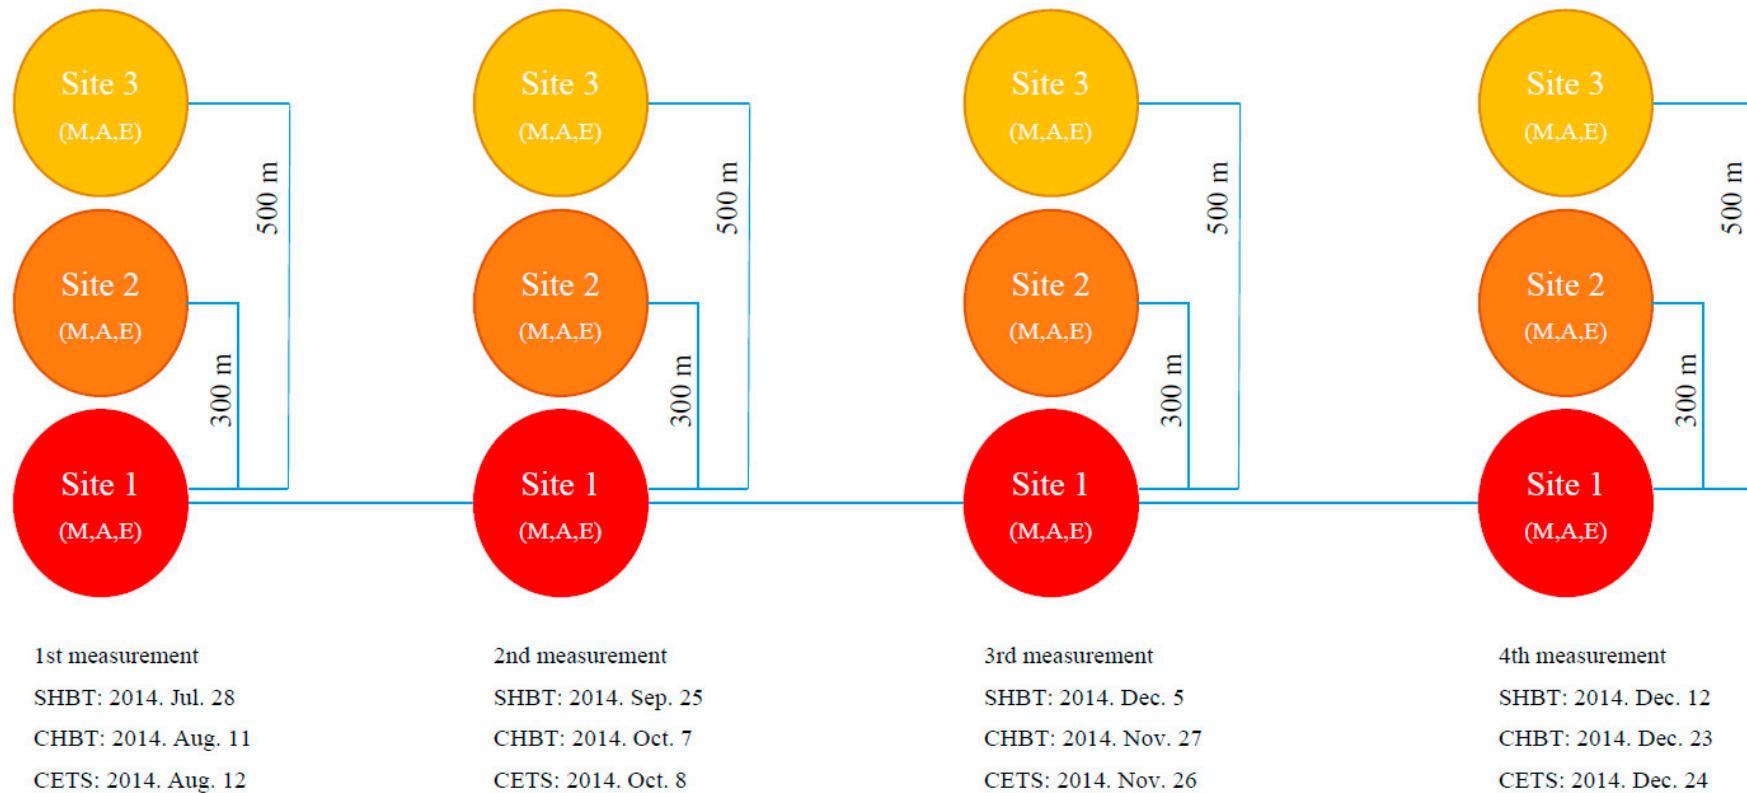 Site 3
(M,A,E)
500 m
Site 2
(M,A,E)
300 m
Site 1
(M,A,E)
1st measurement
SHBT: 2014. Jul. 28
CHBT: 2014. Aug. 11
CETS: 2014. Aug. 12
Site 3
(M,A,E)
500 m
Site 2
(M,A,E)
300 m
Site 1
(M,A,E)
2nd measurement
SHBT: 2014. Sep. 25
CHBT: 2014. Oct. 7
CETS: 2014. Oct. 8
Site 3
(M,A,E)
500 m
Site 2
(M,A,E)
300 m
Site 1
(M,A,E)
3rd measurement
SHBT: 2014. Dec. 5
CHBT: 2014. Nov. 27
CETS: 2014. Nov. 26
Site 3
(M,A,E)
500 m
Site 2
(M,A,E)
300 m
Site 1
(M,A,E)
4th measurement
SHBT: 2014. Dec. 12
CHBT: 2014. Dec. 23
CETS: 2014. Dec. 24